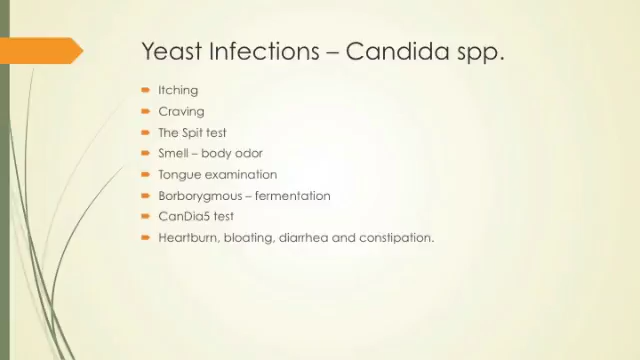 Yeast Infections – Candida spp.
Itching
Craving
The Spit test
Smell – body odor
Tongue examination
Borborygmous – fermentation
CanDia5 test
Heartburn, bloating, diarrhea and constipation.